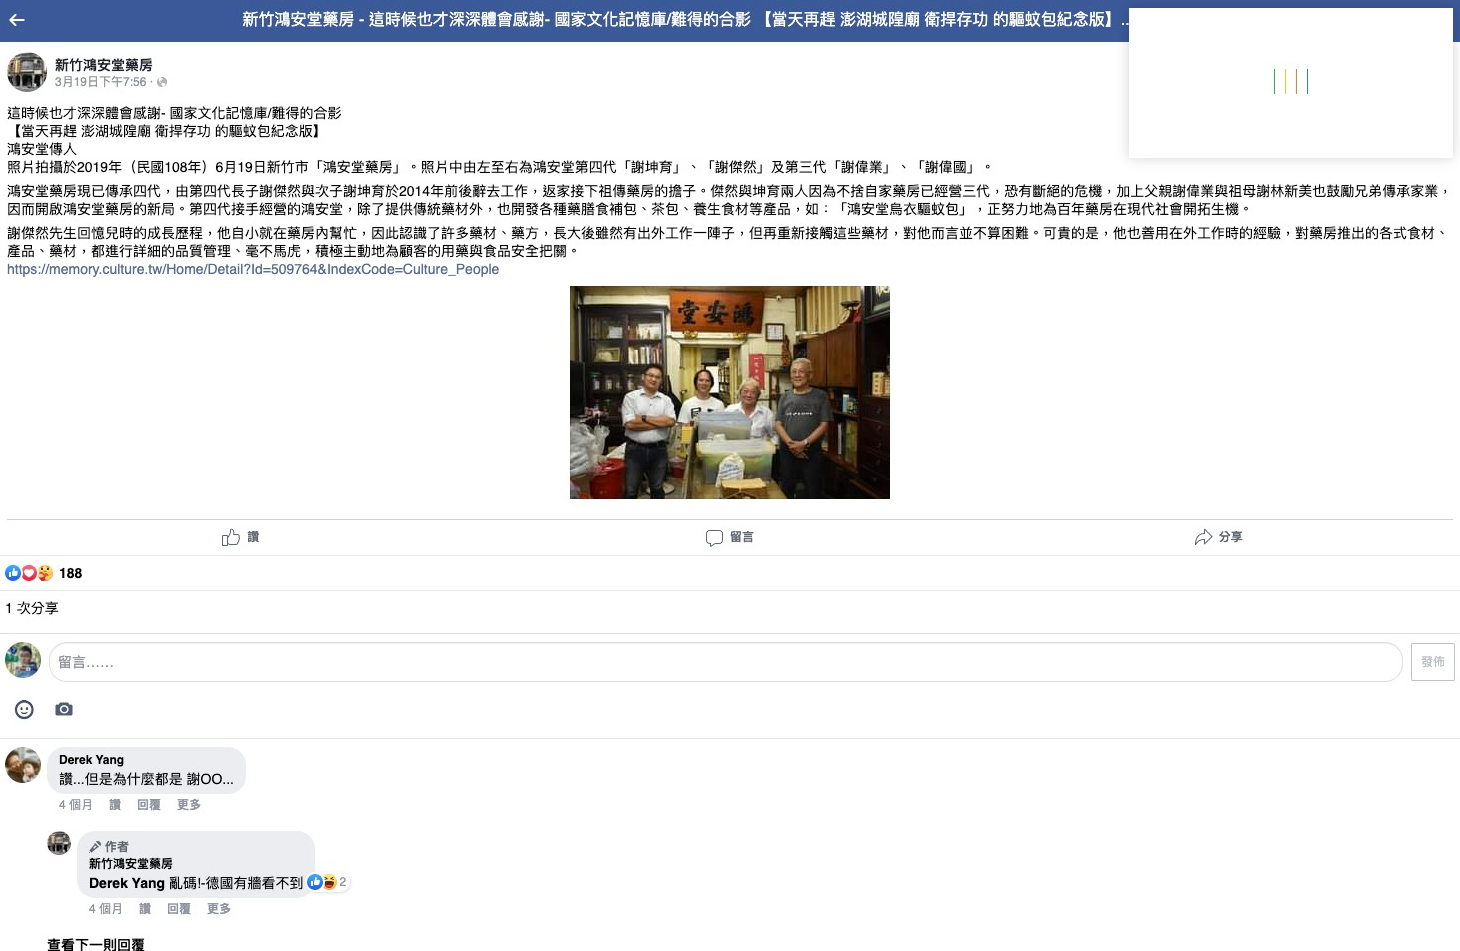 新竹鴻安堂藥房 - 這時候也才深深體會感謝- 國家文化記憶庫/難得的合影 【當天再趕 澎湖城隍廟 衛捍存功 的驅蚊包紀念版】...
新竹鴻安堂藥房
3月19日下午7:56 ·
這時候也才深深體會感謝- 國家文化記憶庫/難得的合影
【當天再趕 澎湖城隍廟 衛捍存功 的驅蚊包紀念版】
鴻安堂傳人
照片拍攝於2019年（民國108年）6月19日新竹市「鴻安堂藥房」。照片中由左至右為鴻安堂第四代「謝坤育」、「謝傑然」及第三代「謝偉業」、「謝偉國」。
鴻安堂藥房現已傳承四代，由第四代長子謝傑然與次子謝坤育於2014年前後辭去工作，返家接下祖傳藥房的擔子。傑然與坤育兩人因為不捨自家藥房已經營三代，恐有斷絕的危機，加上父親謝偉業與祖母謝林新美也鼓勵兄弟傳承家業，
因而開啟鴻安堂藥房的新局。第四代接手經營的鴻安堂，除了提供傳統藥材外，也開發各種藥膳食補包、茶包、養生食材等產品，如：「鴻安堂烏衣驅蚊包」，正努力地為百年藥房在現代社會開拓生機。
謝傑然先生回憶兒時的成長歷程，他自小就在藥房內幫忙，因此認識了許多藥材、藥方，長大後雖然有出外工作一陣子，但再重新接觸這些藥材，對他而言並不算困難。可貴的是，他也善用在外工作時的經驗，對藥房推出的各式食材、
產品、藥材，都進行詳細的品質管理、毫不馬虎，積極主動地為顧客的用藥與食品安全把關。
https://memory.culture.tw/Home/Detail?Id=509764&IndexCode=Culture_People
堂安鴻
讚 留言 分享
188
1 次分享
留言…… 發佈
Derek Yang
讚...但是為什麼都是 謝OO...
4 個月 讚 回覆 更多
作者
新竹鴻安堂藥房
Derek Yang 亂碼!-德國有牆看不到 2
4 個月 讚 回覆 更多
查看下一則回覆